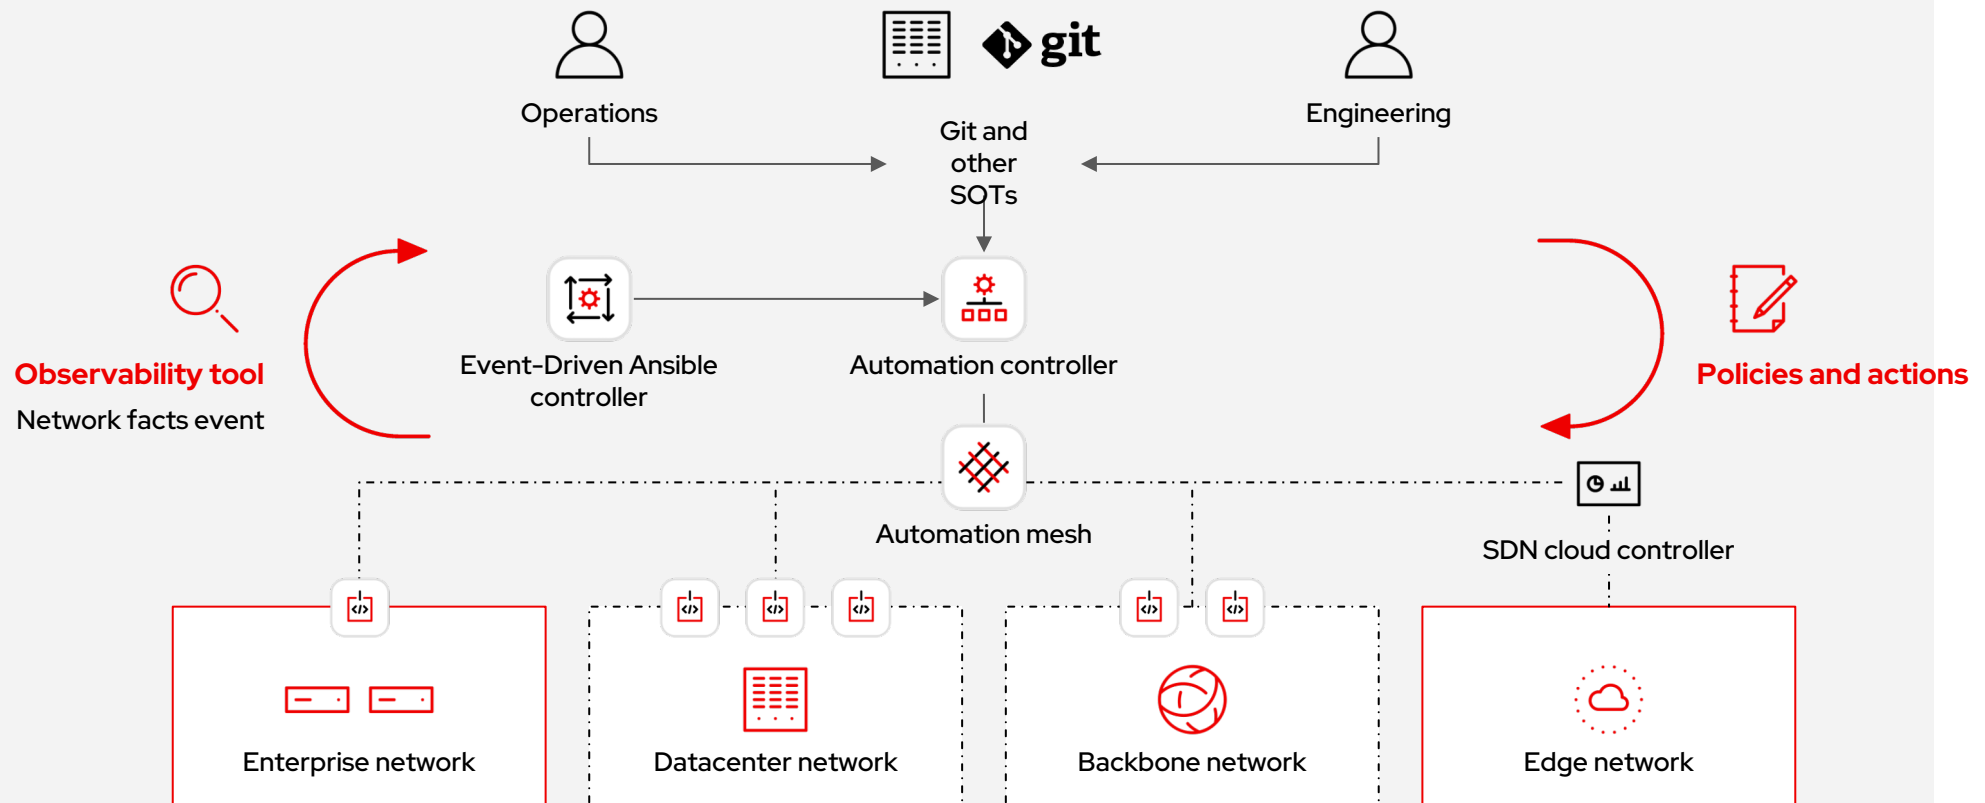 git
Operations
Git and
other
SOTs
Engineering
Observability tool
Network facts event
Event-Driven Ansible
controller
Automation controller
Policies and actions
Automation mesh
SDN cloud controller
</>
</>
</>
</>
</>
</>
Enterprise network
Datacenter network
Backbone network
Edge network